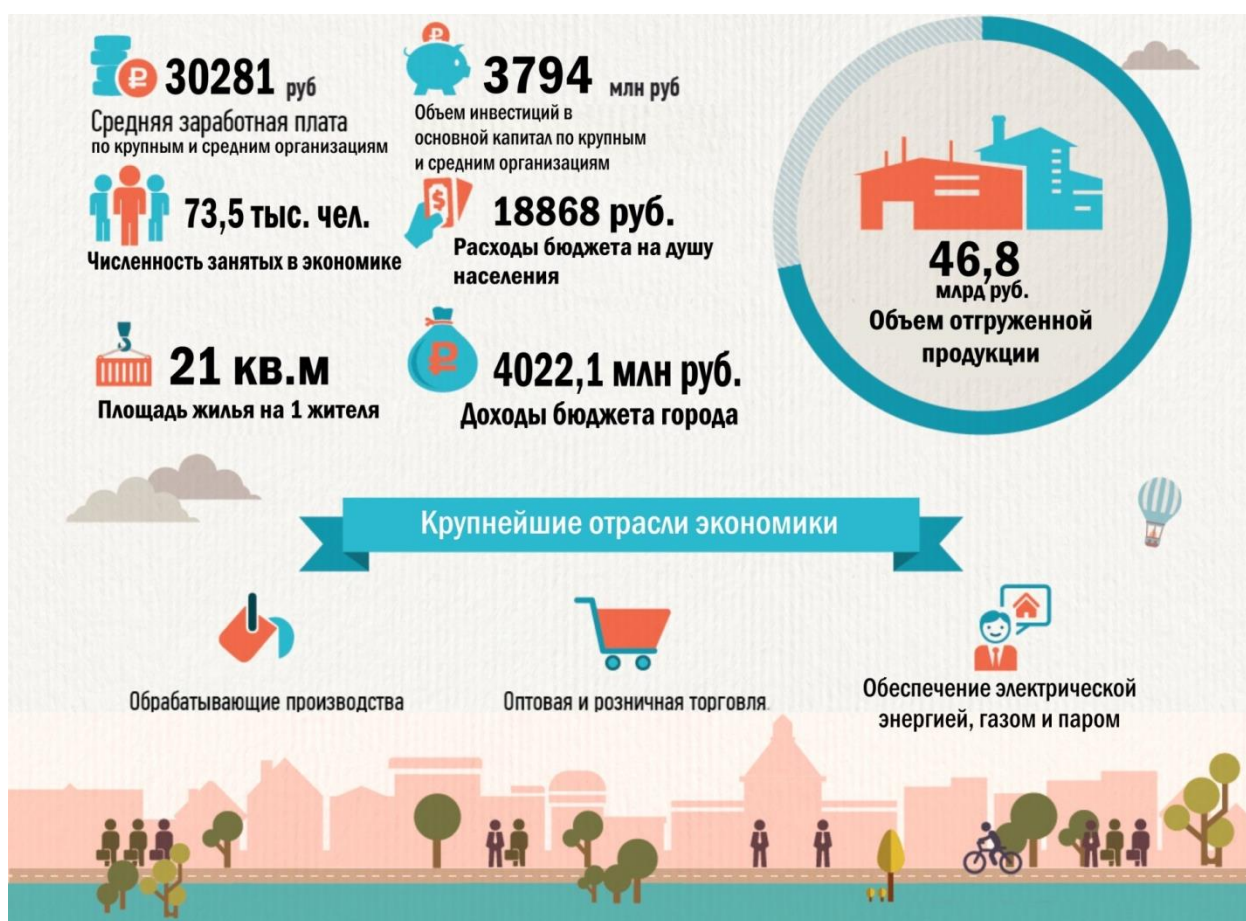 30281 руб
Средняя заработная плата
по крупным и средним организациям
3794 млн руб
Объем инвестиций в
основной капитал по крупным
и средним организациям
73,5 тыс. чел.
Численность занятых в экономике
18868 руб.
Расходы бюджета на душу
населения
21 кв.м
Площадь жилья на 1 жителя
4022,1 млн руб.
Доходы бюджета города
46,8
млрд руб.
Объем отгруженной
продукции
Крупнейшие отрасли экономики
Обрабатывающие производства
Оптовая и розничная торговля.
Обеспечение электрической
энергией, газом и паром